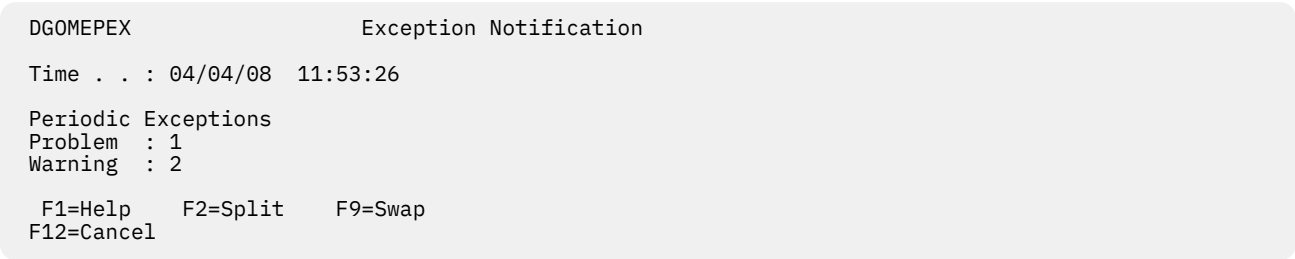 DGOMEPEX                  Exception Notification
Time . . : 04/04/08  11:53:26
Periodic Exceptions
Problem  : 1
Warning  : 2
 F1=Help    F2=Split    F9=Swap
F12=Cancel